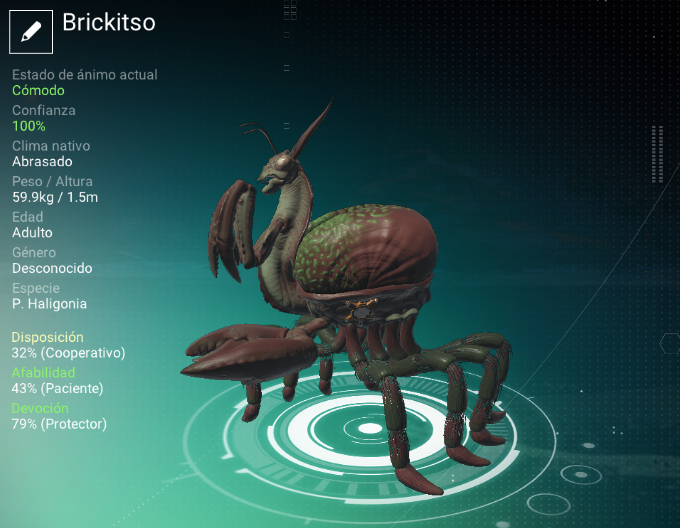 Brickitso
Estado de ánimo actual
Cómodo
Confianza
100%
Clima nativo
Abrasado
Peso / Altura
59.9kg / 1.5m
Edad
Adulto
Género
Desconocido
Especie
P. Haligonia
Disposición
32% (Cooperativo)
Afabilidad
43% (Paciente)
Devoción
79% (Protector)